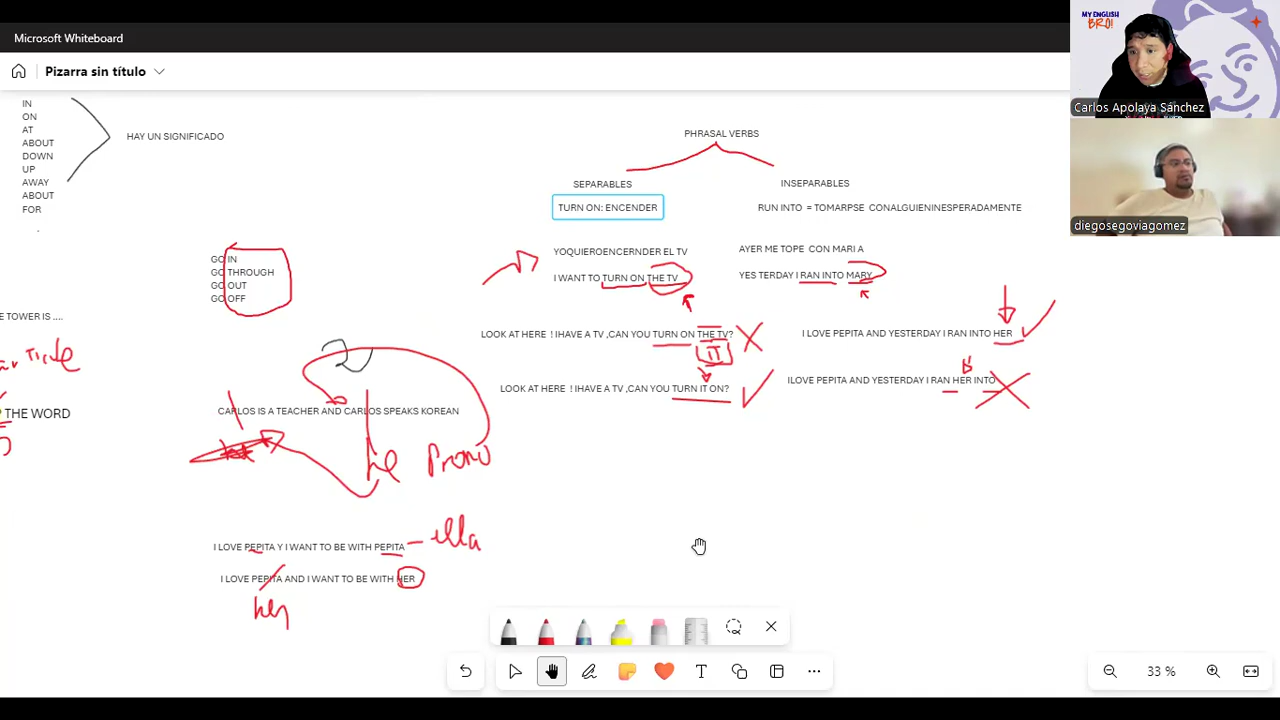 Microsoft Whiteboard
Pizarra sin título
MY ENGLISH
BRO!
Carlos Apolaya Sánchez
diegosegoviagomez
IN
ON
AT
ABOUT
DOWN
UP
AWAY
ABOUT
FOR
HAY UN SIGNIFICADO
GO IN
GO THROUGH
GO OUT
GO OFF
E TOWER IS ....
THE WORD
CARLOS IS A TEACHER AND CARLOS SPEAKS KOREAN
he Prono
I LOVE PEPITA Y I WANT TO BE WITH PEPITA
ella
I LOVE PEPITA AND I WANT TO BE WITH HER
her
PHRASAL VERBS
SEPARABLES
TURN ON: ENCENDER
YOQUIEROENCERNDER EL TV
I WANT TO TURN ON THE TV
LOOK AT HERE ! IHAVE A TV ,CAN YOU TURN ON THE TV?
IT
LOOK AT HERE ! IHAVE A TV ,CAN YOU TURN IT ON?
INSEPARABLES
RUN INTO = TOMARPSE CONALGUIENINESPERADAMENTE
AYER ME TOPE CON MARI A
YES TERDAY I RAN INTO MARY
I LOVE PEPITA AND YESTERDAY I RAN INTO HER
ILOVE PEPITA AND YESTERDAY I RAN HER INTO
33 %